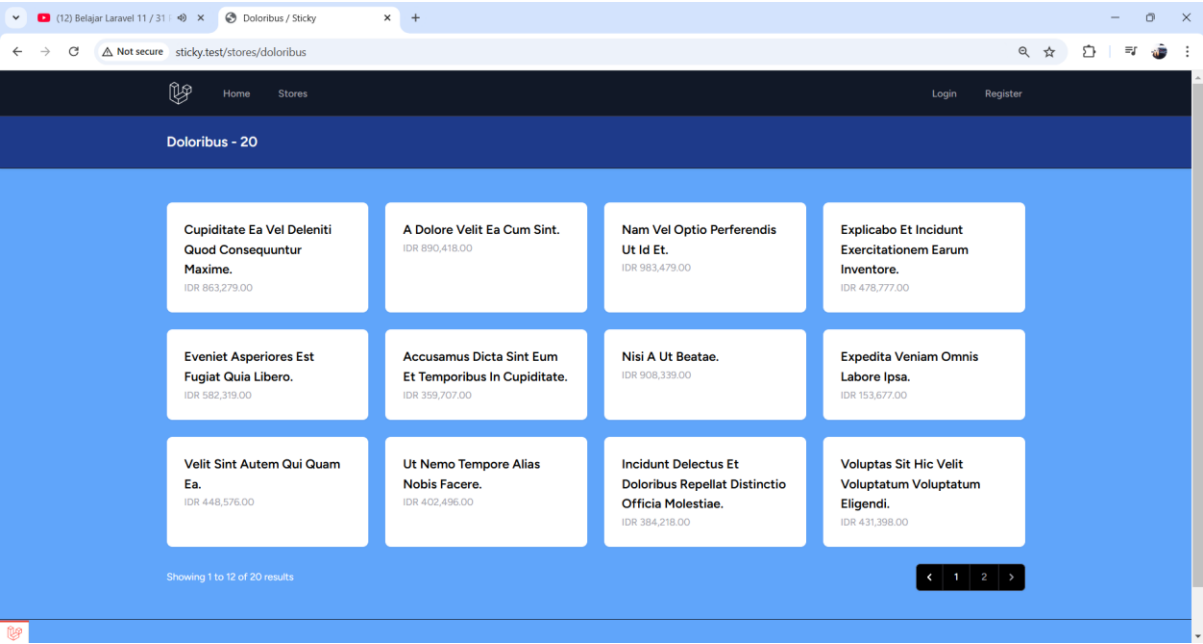 (12) Belajar Laravel 11 / 31
Doloribus / Sticky
Not secure
sticky.test/stores/doloribus
Home
Stores
Login
Register
Doloribus - 20
Cupiditate Ea Vel Deleniti
Quod Consequuntur
Maxime.
IDR 863,279.00
A Dolore Velit Ea Cum Sint.
IDR 890,418.00
Nam Vel Optio Perferendis
Ut Id Et.
IDR 983,479.00
Explicabo Et Incidunt
Exercitationem Earum
Inventore.
IDR 478,777.00
Eveniet Asperiores Est
Fugiat Quia Libero.
IDR 582,319.00
Accusamus Dicta Sint Eum
Et Temporibus In Cupiditate.
IDR 359,707.00
Nisi A Ut Beatae.
IDR 908,339.00
Expedita Veniam Omnis
Labore Ipsa.
IDR 153,677.00
Velit Sint Autem Qui Quam
Ea.
IDR 448,576.00
Ut Nemo Tempore Alias
Nobis Facere.
IDR 402,496.00
Incidunt Delectus Et
Doloribus Repellat Distinctio
Officia Molestiae.
IDR 384,218.00
Voluptas Sit Hic Velit
Voluptatum Voluptatum
Eligendi.
IDR 431,398.00
Showing 1 to 12 of 20 results
1
2